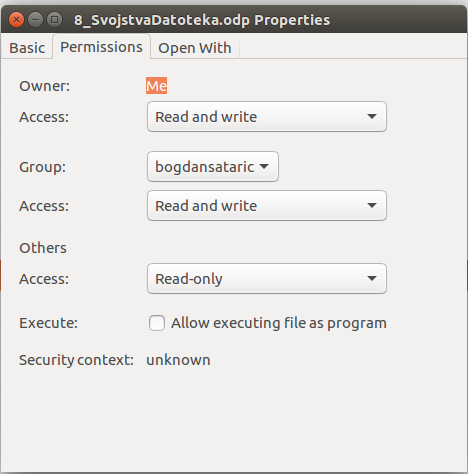 8_SvojstvaDatoteka.odp Properties
Basic Permissions Open With
Owner: Me
Access: Read and write
Group: bogdansataric
Access: Read and write
Others
Access: Read-only
Execute: Allow executing file as program
Security context: unknown